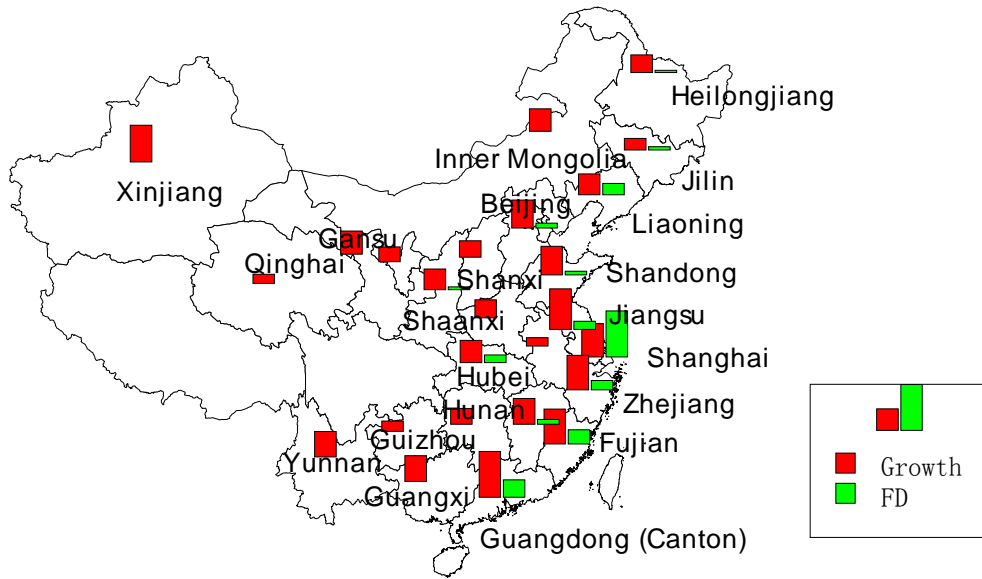 Heilongjiang
Inner Mongolia
Jilin
Xinjiang
Beijing
Liaoning
Gansu
Qinghai
Shanxi
Shandong
Shaanxi
Jiangsu
Shanghai
Hubei
Zhejiang
Hunan
Guizhou
Fujian
Yunnan
Guangxi
Guangdong (Canton)
Growth
FD